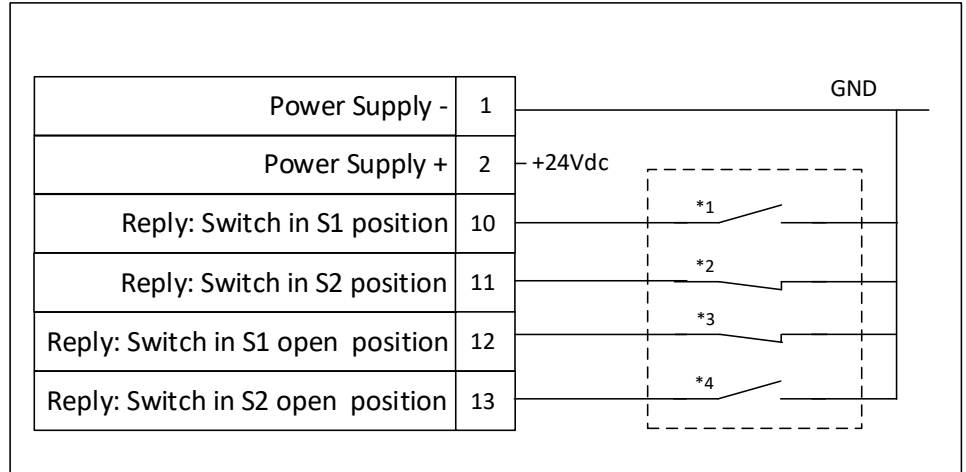 GND
Power Supply - 1
Power Supply + 2 +24Vdc
Reply: Switch in S1 position 10 *1
Reply: Switch in S2 position 11 *2
Reply: Switch in S1 open  position 12 *3
Reply: Switch in S2 open  position 13 *4